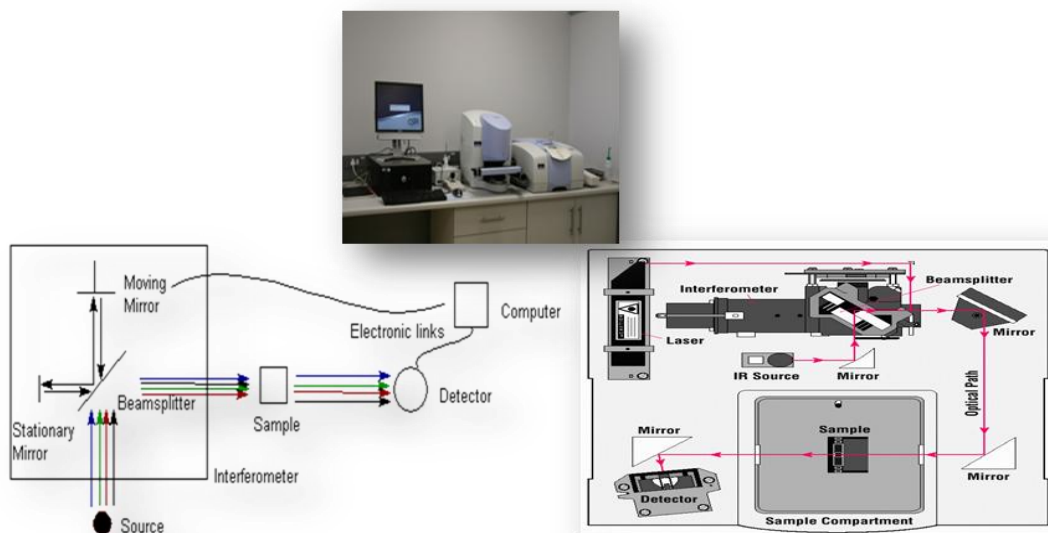 Moving
Mirror
Computer
Electronic links
Beamsplitter
Detector
Stationary
Mirror
Sample
Interferometer
Source
Beamsplitter
Interferometer
Mirror
Laser
IR Source
Mirror
Optical Path
Mirror
Sample
Mirror
Detector
Sample Compartment